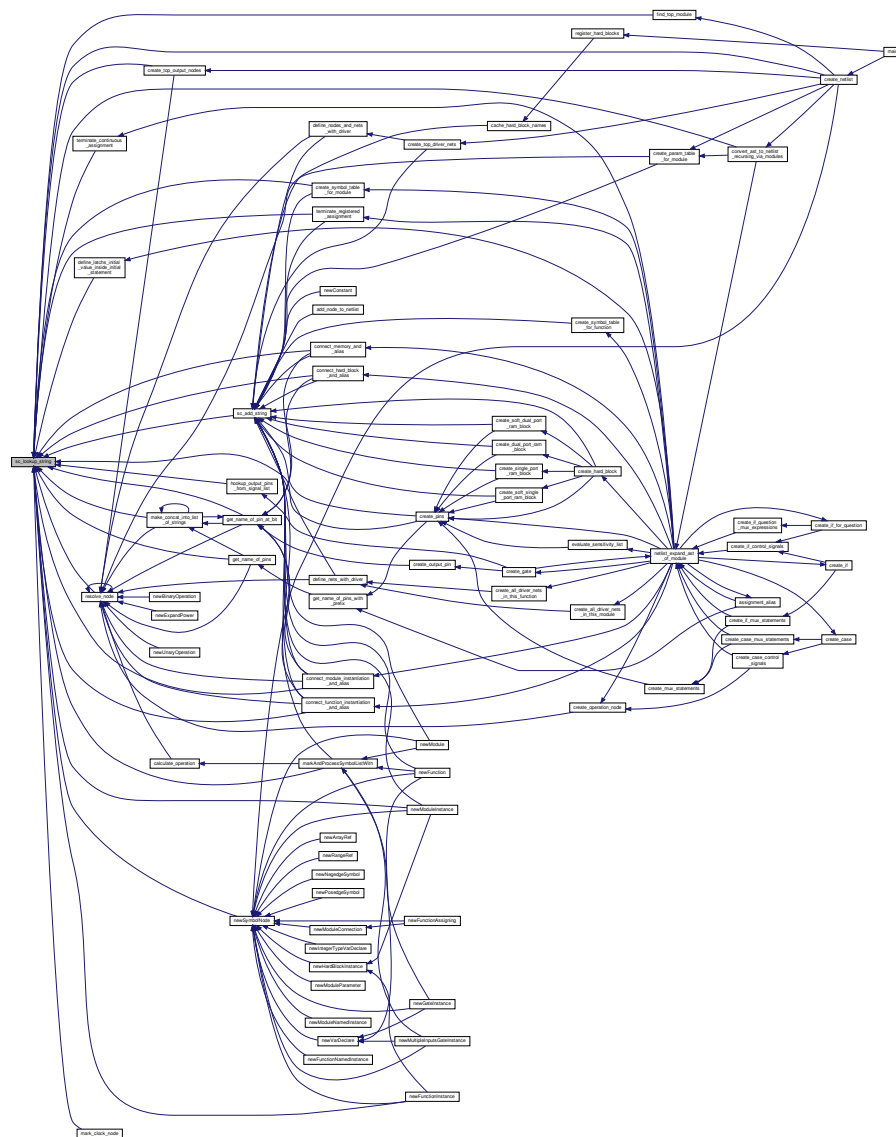 find_top_module
register_hard_blocks
create_netlist
create_top_output_nodes
cache_hard_block_names
define_nodes_and_nets
_with_driver
terminate_continuous
_assignment
create_top_driver_nets
create_param_table
_for_module
convert_ast_to_netlist
_recursing_via_modules
create_symbol_table
_for_module
terminate_registered
_assignment
define_latchs_initial
_value_inside_initial
_statement
newConstant
add_node_to_netlist
create_symbol_table
_for_function
connect_memory_and
_alias
connect_hard_block
_and_alias
sc_add_string
create_soft_dual_port
_ram_block
create_dual_port_ram
_block
sc_lookup_string
create_single_port
_ram_block
create_hard_block
hookup_output_pins
_from_signal_list
create_soft_single
_port_ram_block
make_concat_into_list
_of_strings
get_name_of_pin_at_bit
create_pins
create_if_question
_mux_expressions
create_if_for_question
evaluate_sensitivity_list
create_if_control_signals
netlist_expand_ast
_of_module
get_name_of_pins
create_output_pin
create_gate
create_if
define_nets_with_driver
create_all_driver_nets
_in_this_function
resolve_node
newBinaryOperation
get_name_of_pins_with
_prefix
create_all_driver_nets
_in_this_module
assignment_alias
newExpandPower
create_if_mux_statements
create_case_mux_statements
create_case
newUnaryOperation
create_case_control
_signals
connect_module_instantiation
_and_alias
create_mux_statements
connect_function_instantiation
_and_alias
create_operation_node
newModule
calculate_operation
markAndProcessSymbolListWith
newFunction
newModuleInstance
newArrayRef
newRangeRef
newNegedgeSymbol
newPosedgeSymbol
newSymbolNode
newFunctionAssigning
newModuleConnection
newIntegerTypeVarDeclare
newHardBlockInstance
newModuleParameter
newGateInstance
newModuleNamedInstance
newVarDeclare
newMultipleInputsGateInstance
newFunctionNamedInstance
newFunctionInstance
mark_clock_node